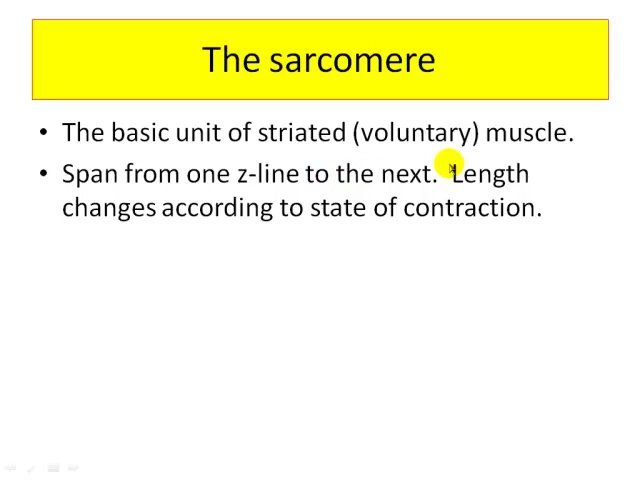 The sarcomere
• The basic unit of striated (voluntary) muscle.
• Span from one z-line to the next. Length
changes according to state of contraction.